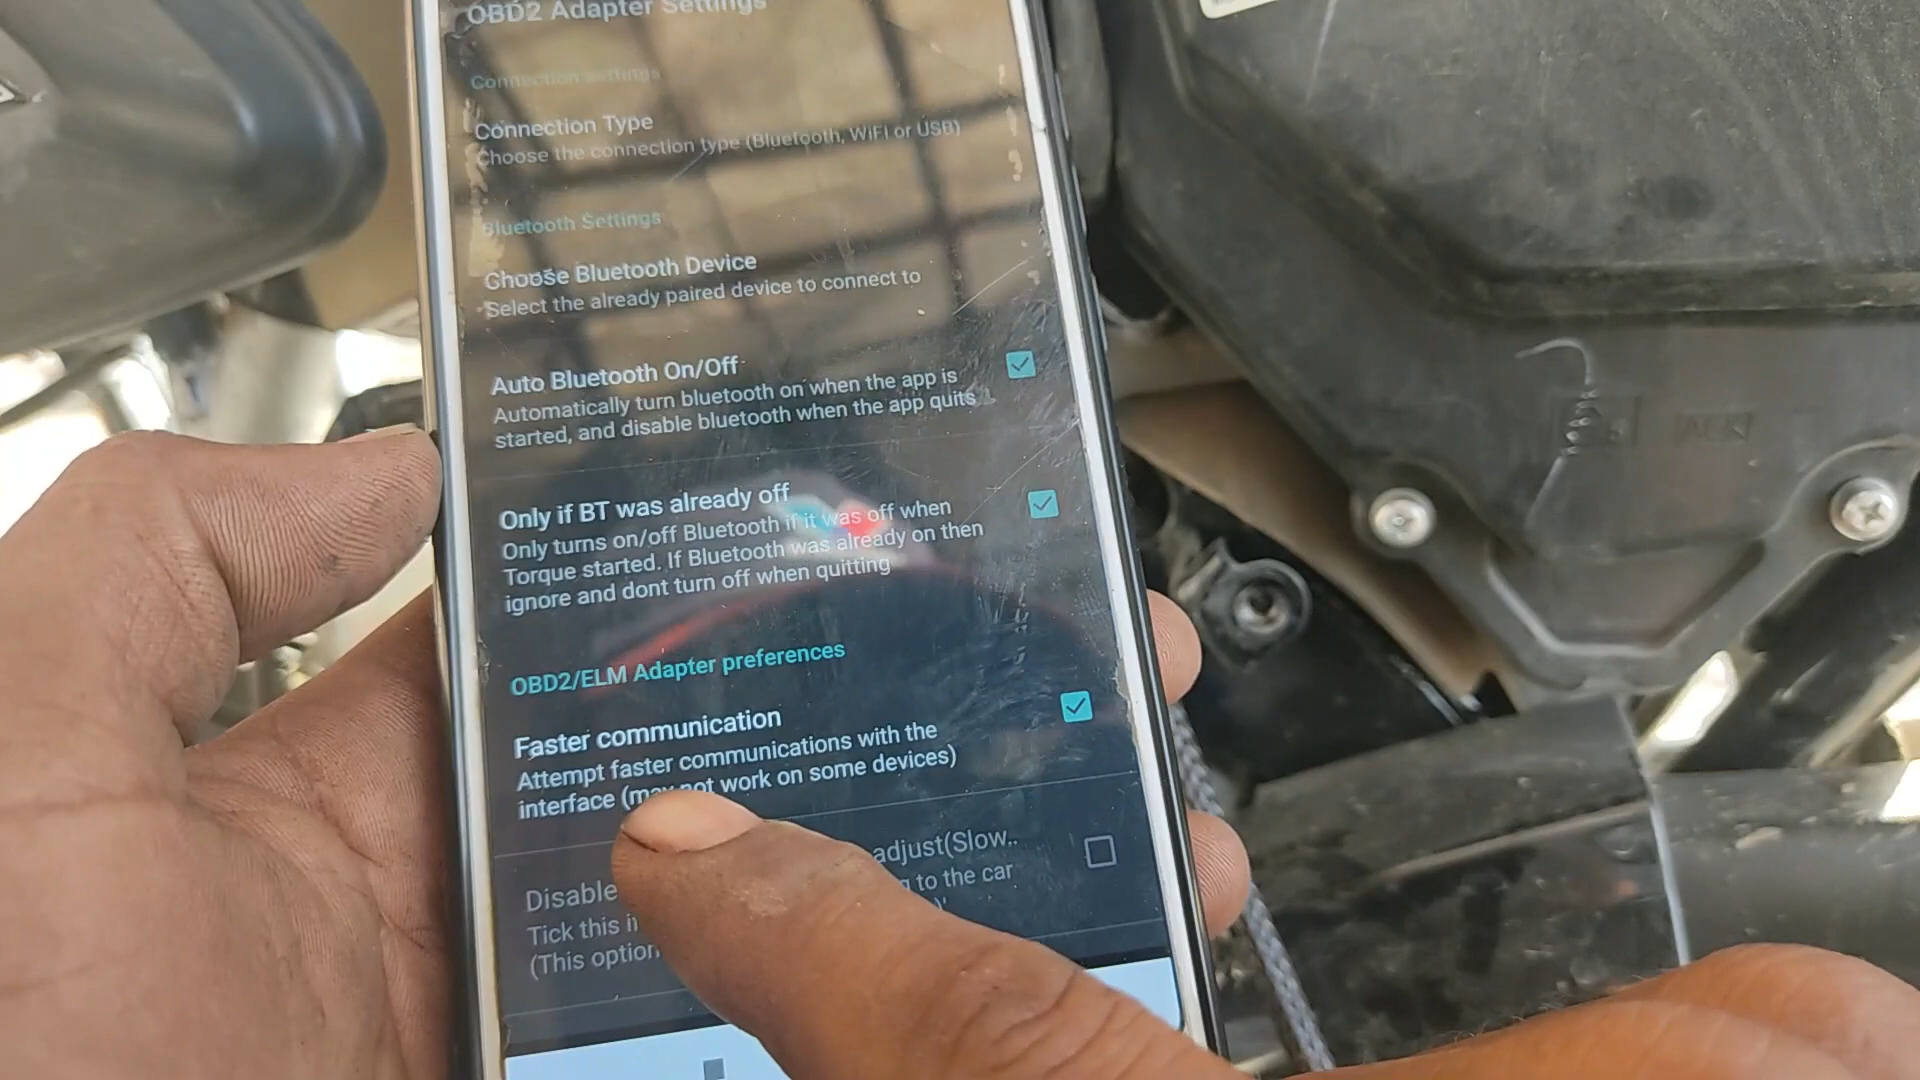 OBD2 Adapter Settings
Connection settings
Connection Type
Choose the connection type (Bluetooth, WiFi or USB)
Bluetooth Settings
Choose Bluetooth Device
Select the already paired device to connect to
Auto Bluetooth On/Off
Automatically turn bluetooth on when the app is
started, and disable bluetooth when the app quits
Only if BT was already off
Only turns on/off Bluetooth if it was off when
Torque started. If Bluetooth was already on then
ignore and dont turn off when quitting
OBD2/ELM Adapter preferences
Faster communication
Attempt faster communications with the
interface (may not work on some devices)
Disable adjust(Slow..
Tick this to the car
(This option )'